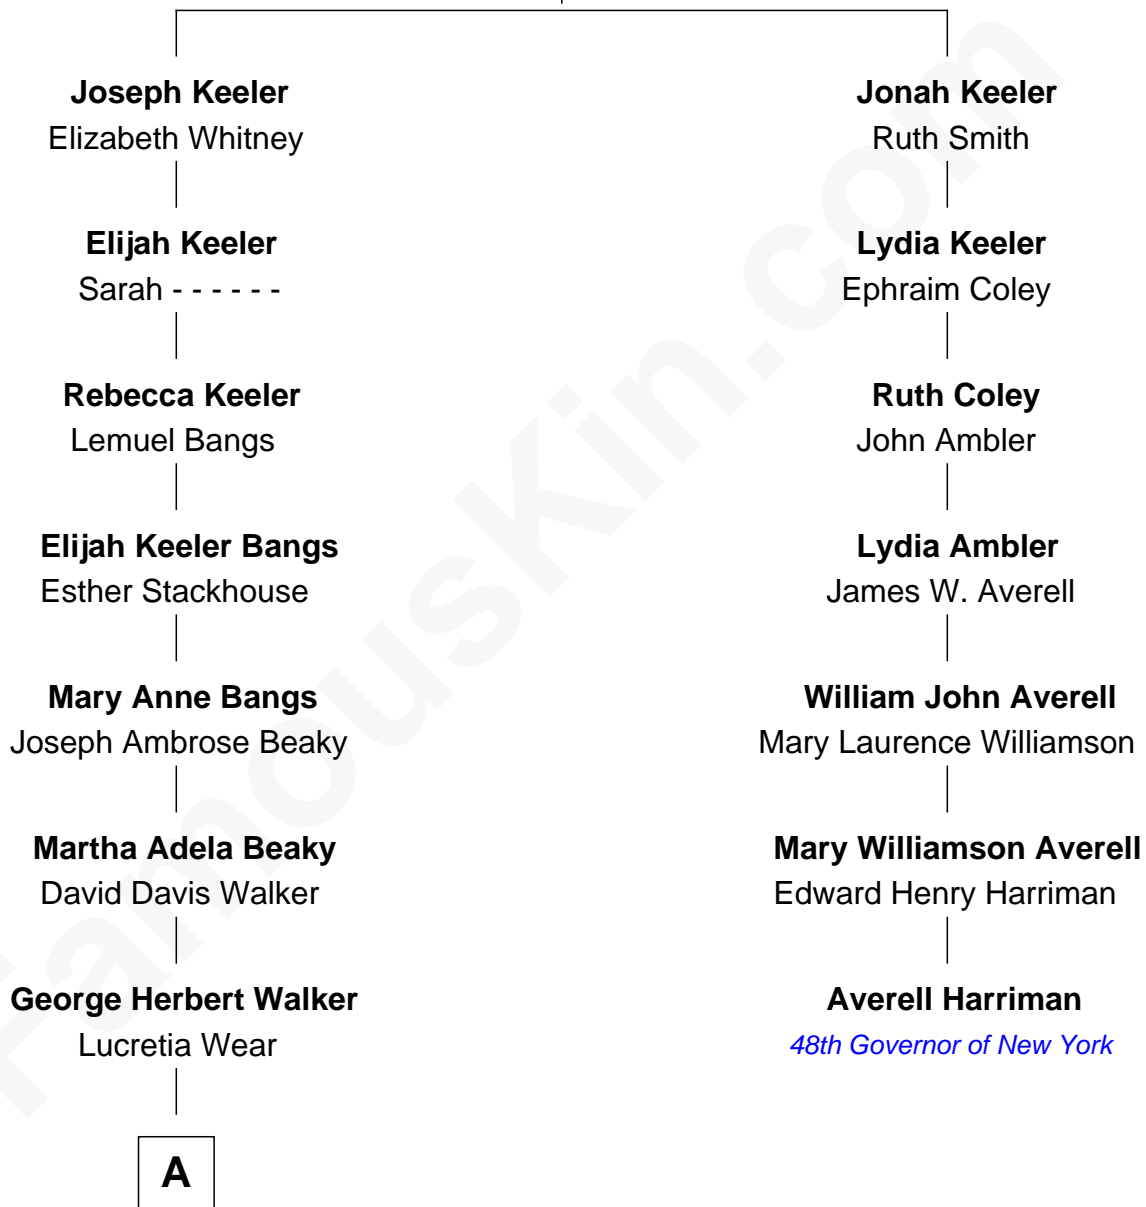 Joseph Keeler
Elizabeth Whitney
Elijah Keeler
Sarah - - - - - -
Rebecca Keeler
Lemuel Bangs
Elijah Keeler Bangs
Esther Stackhouse
Mary Anne Bangs
Joseph Ambrose Beaky
Martha Adela Beaky
David Davis Walker
George Herbert Walker
Lucretia Wear
A
Jonah Keeler
Ruth Smith
Lydia Keeler
Ephraim Coley
Ruth Coley
John Ambler
Lydia Ambler
James W. Averell
William John Averell
Mary Laurence Williamson
Mary Williamson Averell
Edward Henry Harriman
Averell Harriman
48th Governor of New York
FamousKin.com